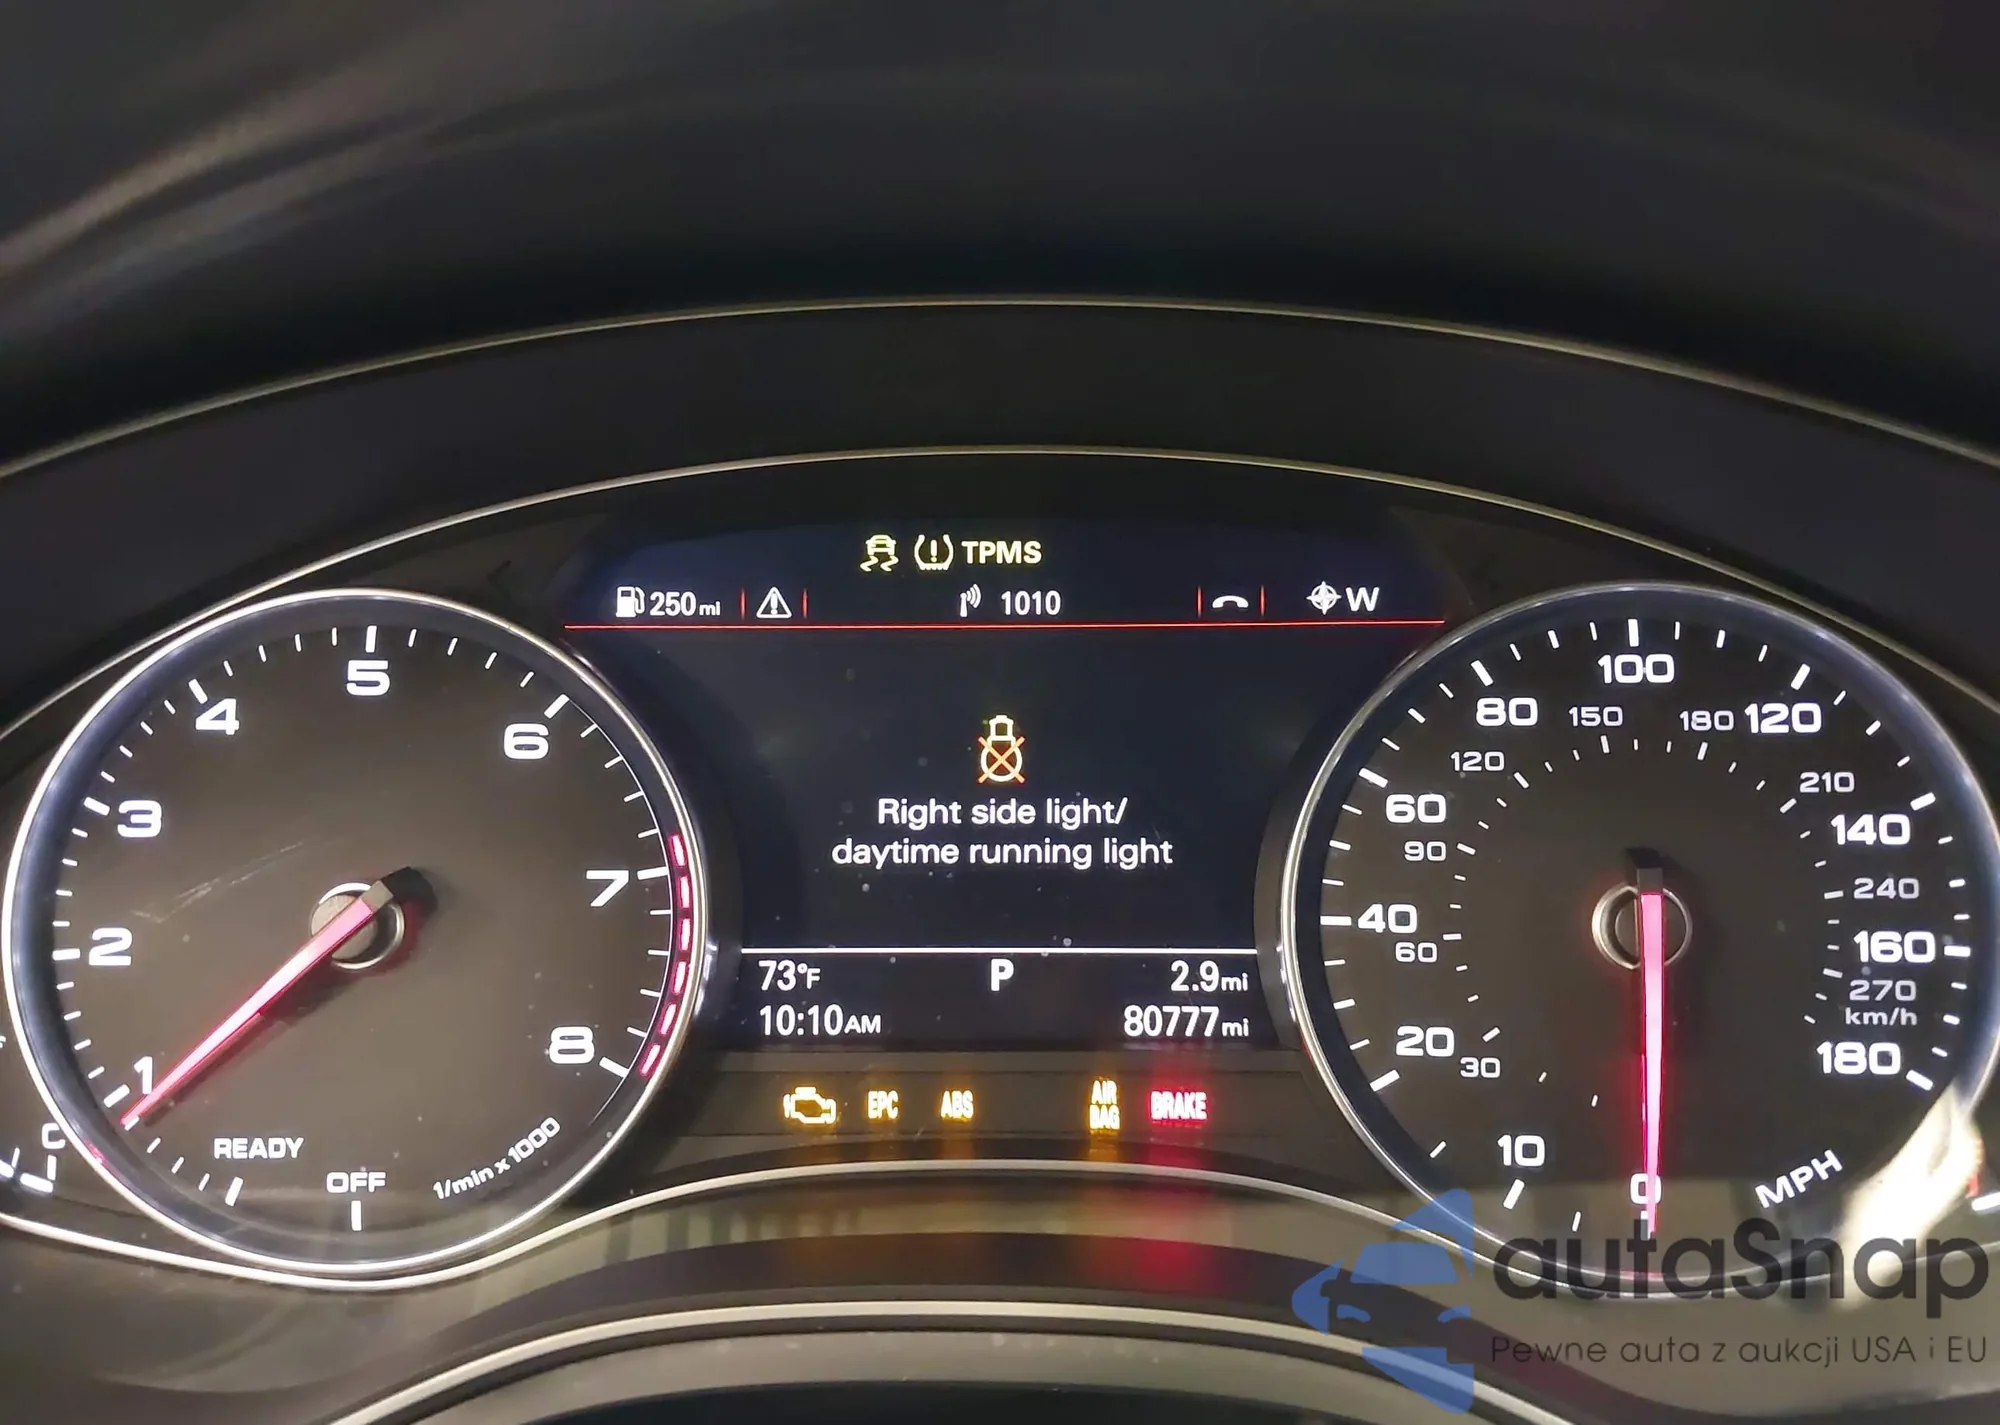 TPMS
250mi
1010
W
Right side light/
daytime running light
73°F P 2.9mi
10:10AM 80777mi
EPC ABS AIR BAG BRAKE
1 2 3 4 5 6 7 8
READY
OFF
1/min x 1000
C
0 10 20 40 60 80 100 120 140 160 180
30 60 90 120 150 180 210 240 270
km/h
MPH
autaSnap
Pewne auta z aukcji USA i EU